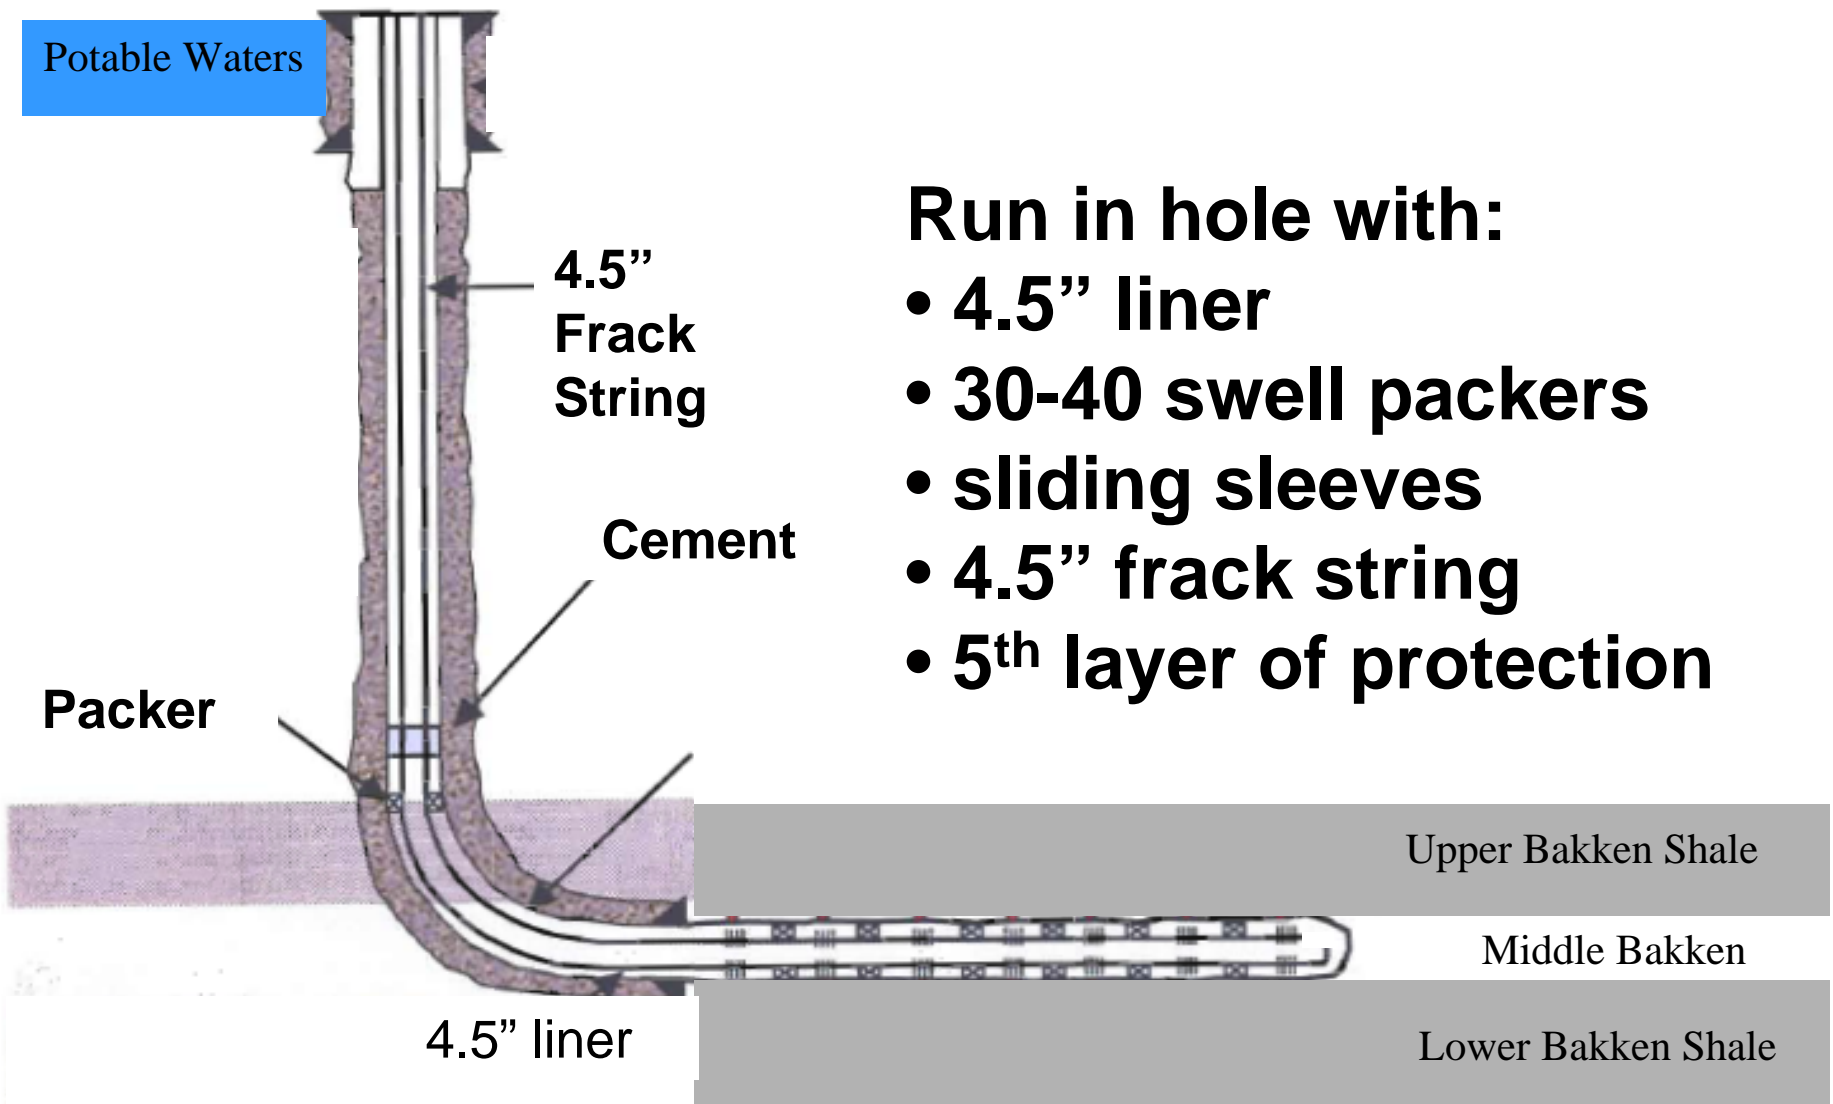 Potable Waters
Run in hole with:
• 4.5” liner
• 30-40 swell packers
• sliding sleeves
• 4.5” frack string
• 5th layer of protection
4.5”
Frack
String
Cement
Packer
Upper Bakken Shale
Middle Bakken
4.5” liner
Lower Bakken Shale